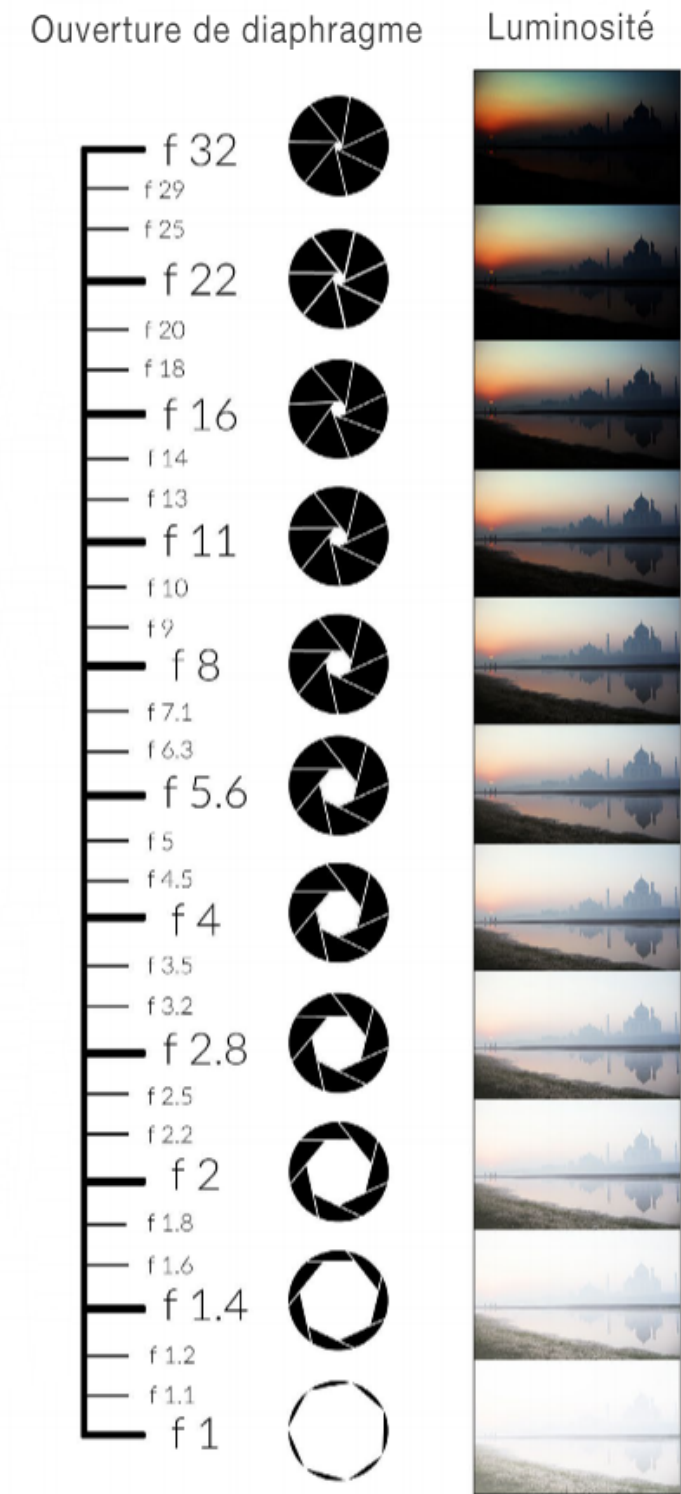 Ouverture de diaphragme
Luminosité
f 32
f 29
f 25
f 22
f 20
f 18
f 16
f 14
f 13
f 11
f 10
f 9
f 8
f 7.1
f 6.3
f 5.6
f 5
f 4.5
f 4
f 3.5
f 3.2
f 2.8
f 2.5
f 2.2
f 2
f 1.8
f 1.6
f 1.4
f 1.2
f 1.1
f 1